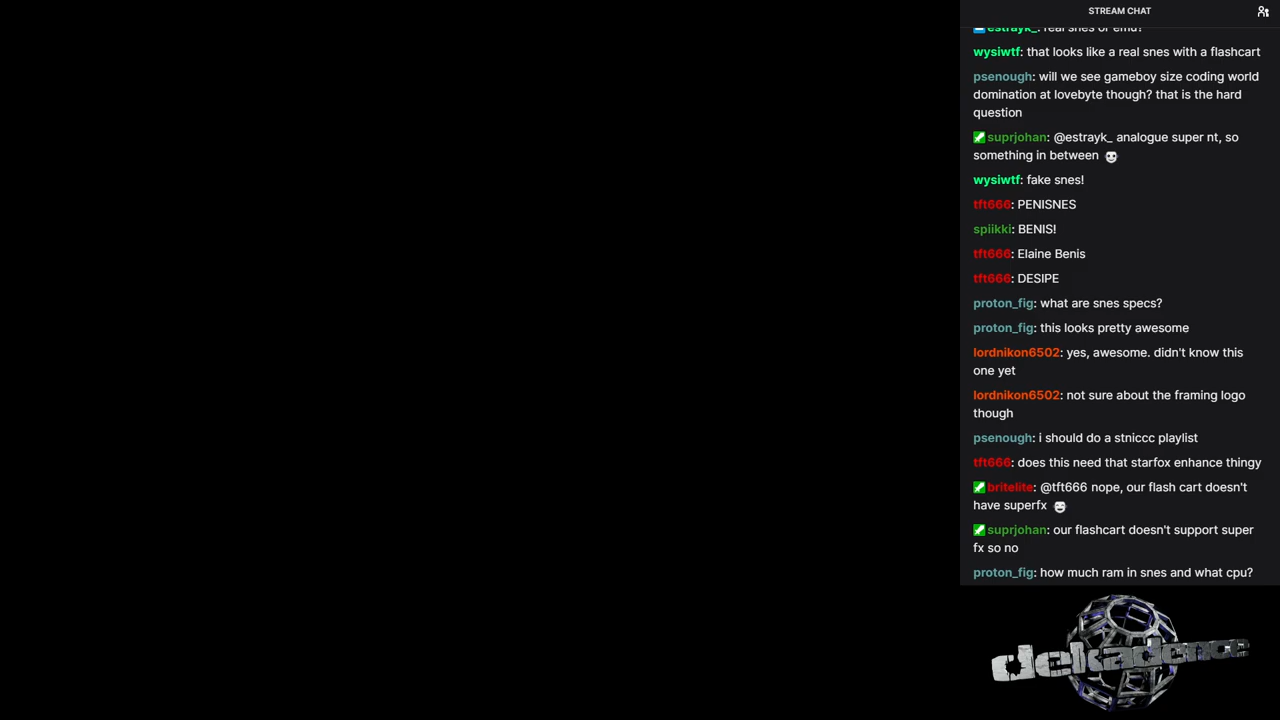 STREAM CHAT
estrayk_: real snes or emu?
wysiwtf: that looks like a real snes with a flashcart
psenough: will we see gameboy size coding world
domination at lovebyte though? that is the hard
question
suprjohan: @estrayk_ analogue super nt, so
something in between
wysiwtf: fake snes!
tft666: PENISNES
spiikki: BENIS!
tft666: Elaine Benis
tft666: DESIPE
proton_fig: what are snes specs?
proton_fig: this looks pretty awesome
lordnikon6502: yes, awesome. didn't know this
one yet
lordnikon6502: not sure about the framing logo
though
psenough: i should do a stniccc playlist
tft666: does this need that starfox enhance thingy
britelite: @tft666 nope, our flash cart doesn't
have superfx
suprjohan: our flashcart doesn't support super
fx so no
proton_fig: how much ram in snes and what cpu?
dekadence